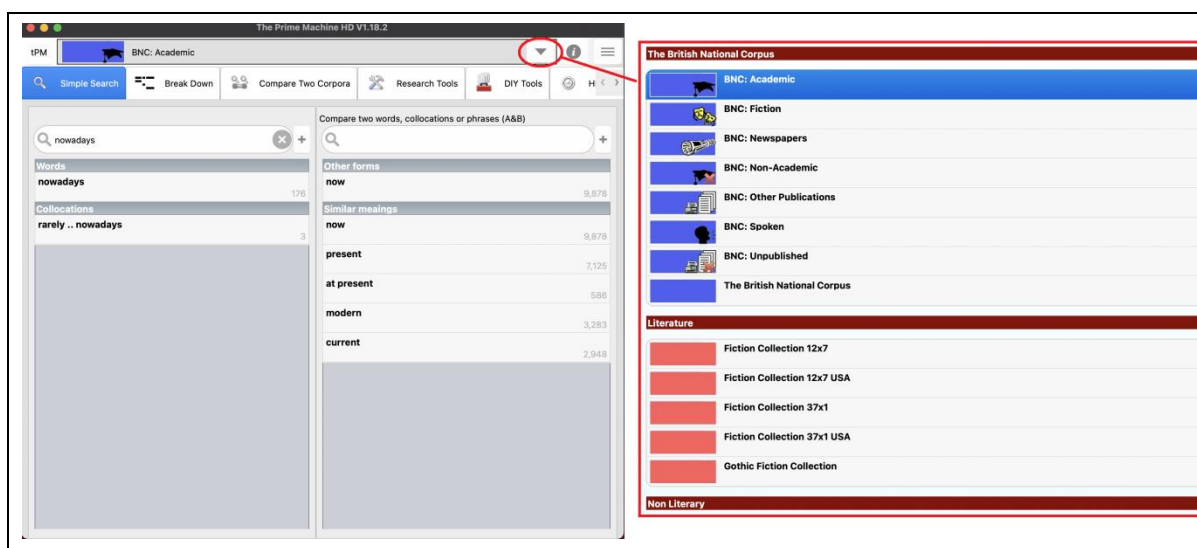 The Prime Machine HD V1.18.2
tPM
BNC: Academic
Simple Search
Break Down
Compare Two Corpora
Research Tools
DIY Tools
H
nowadays
Words
nowadays
176
Collocations
rarely .. nowadays
3
Compare two words, collocations or phrases (A&B)
Other forms
now
9,878
Similar meaings
now
9,878
present
7,125
at present
586
modern
3,283
current
2,948
The British National Corpus
BNC: Academic
BNC: Fiction
BNC: Newspapers
BNC: Non-Academic
BNC: Other Publications
BNC: Spoken
BNC: Unpublished
The British National Corpus
Literature
Fiction Collection 12x7
Fiction Collection 12x7 USA
Fiction Collection 37x1
Fiction Collection 37x1 USA
Gothic Fiction Collection
Non Literary